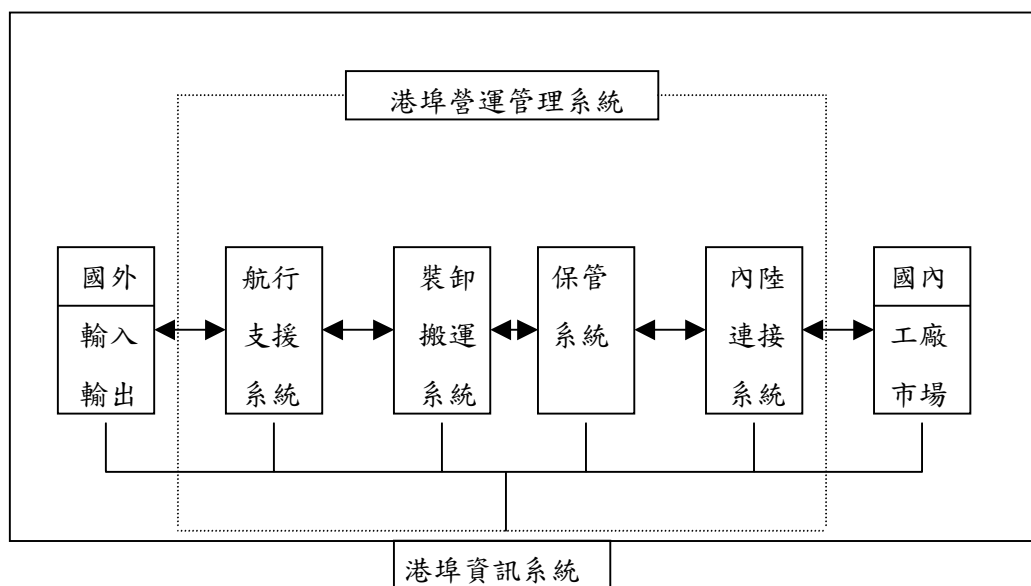 港埠營運管理系統
國外
輸入
輸出
航行
支援
系統
裝卸
搬運
系統
保管
系統
內陸
連接
系統
國內
工廠
市場
港埠資訊系統